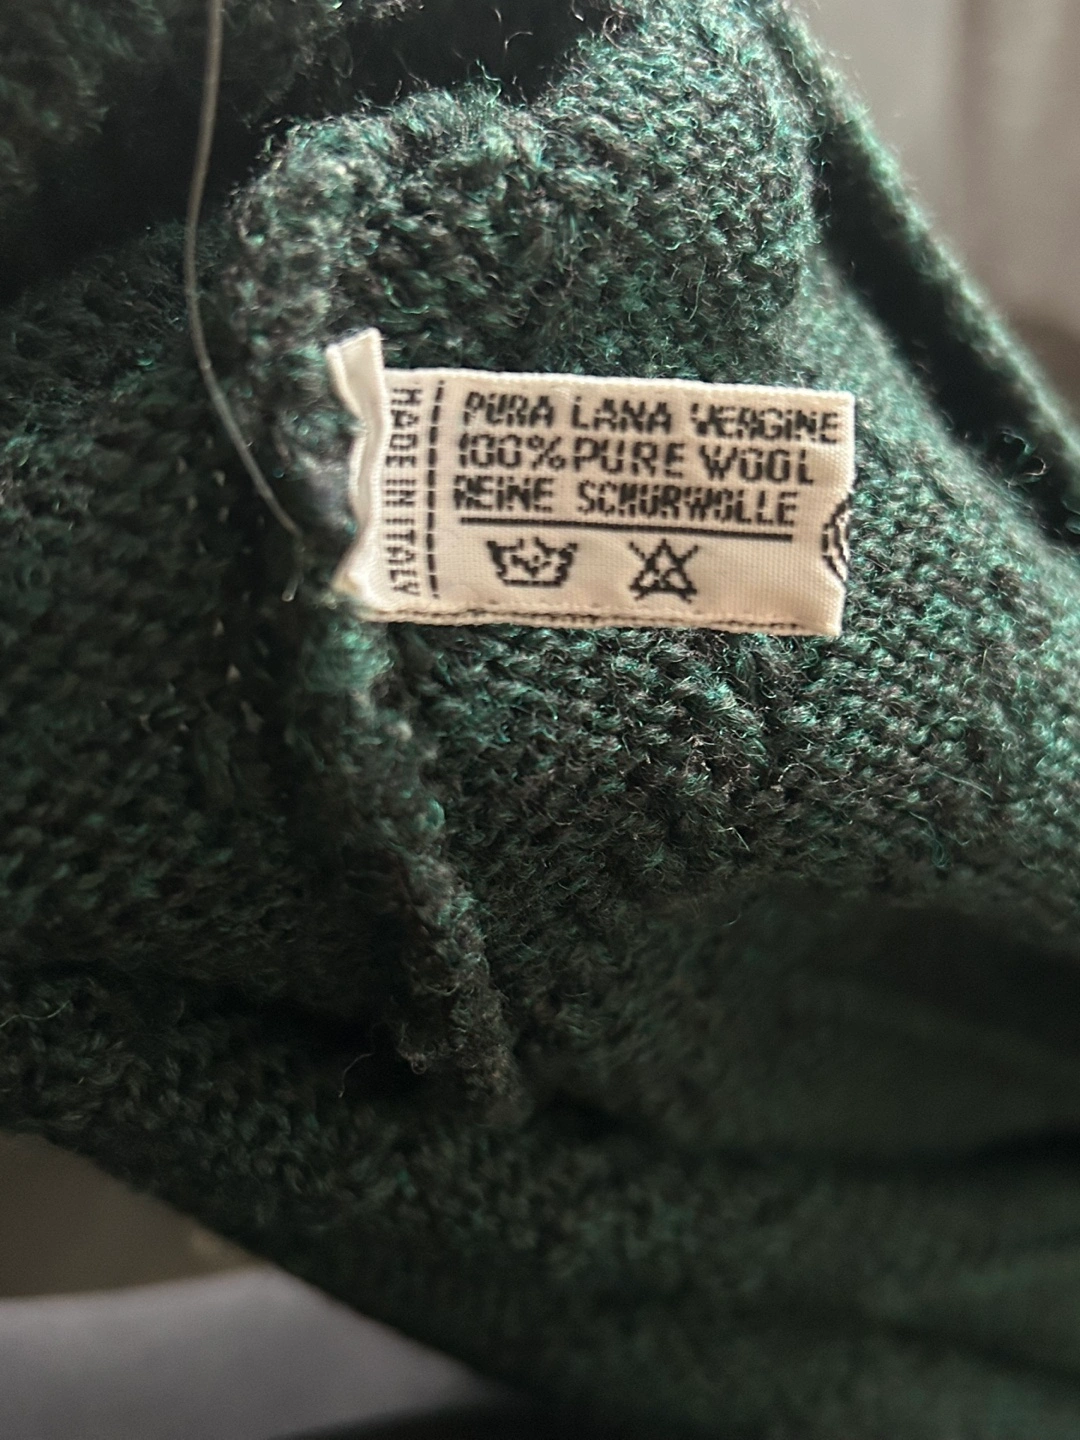 PURA LANA VERGINE
100% PURE WOOL
REINE SCHURWOLLE
MADE IN ITALY